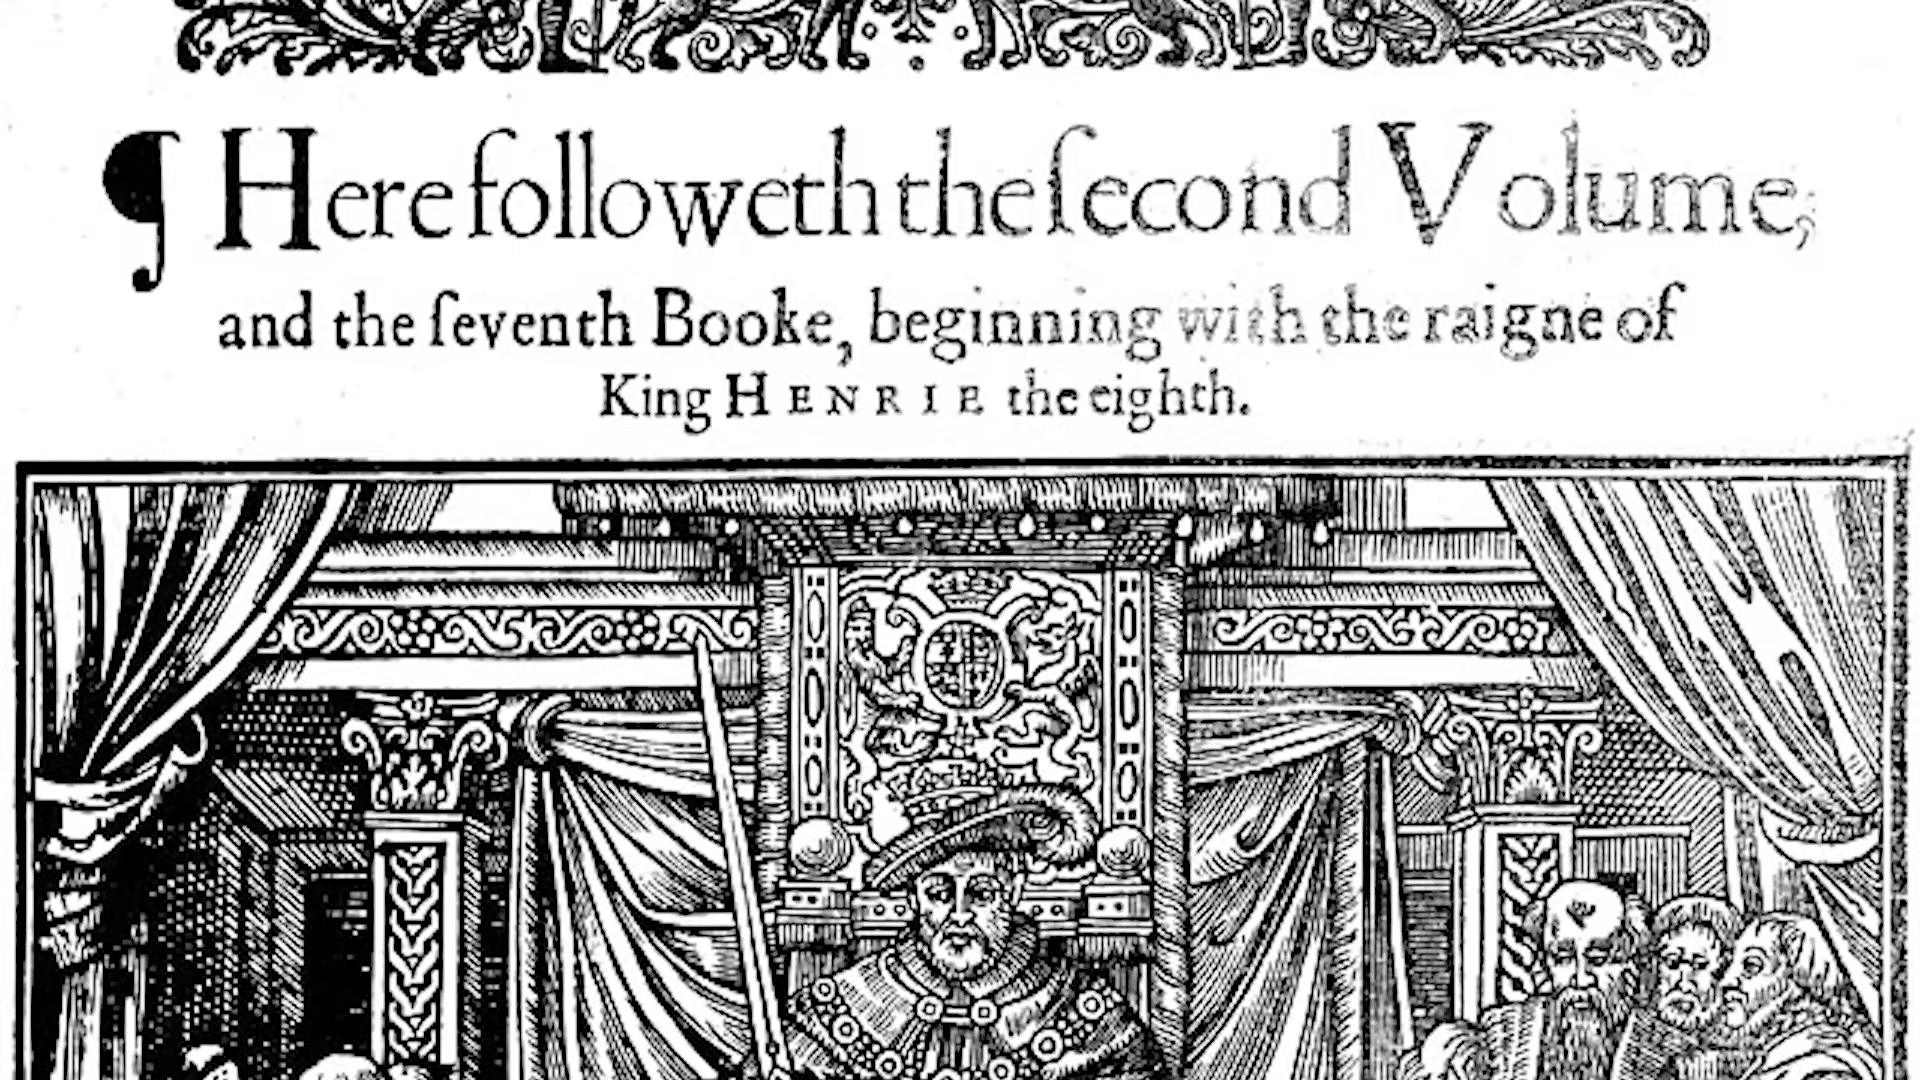 ¶ Here followeth the ſecond Volume,
and the ſeventh Booke, beginning with the raigne of
King HENRIE the eighth.